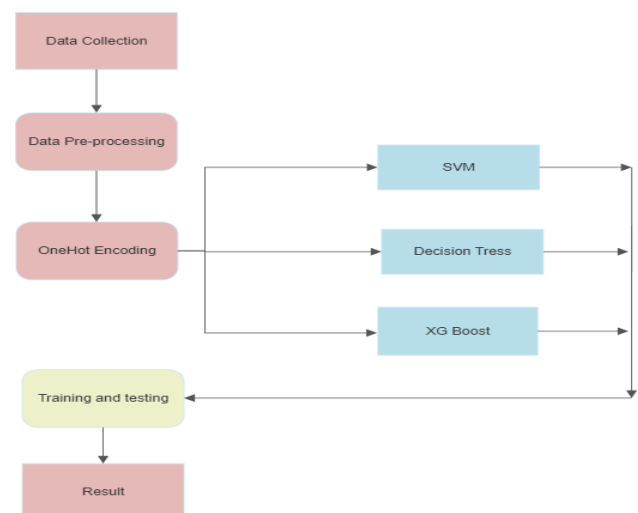 Data Collection
Data Pre-processing
OneHot Encoding
SVM
Decision Tress
XG Boost
Training and testing
Result